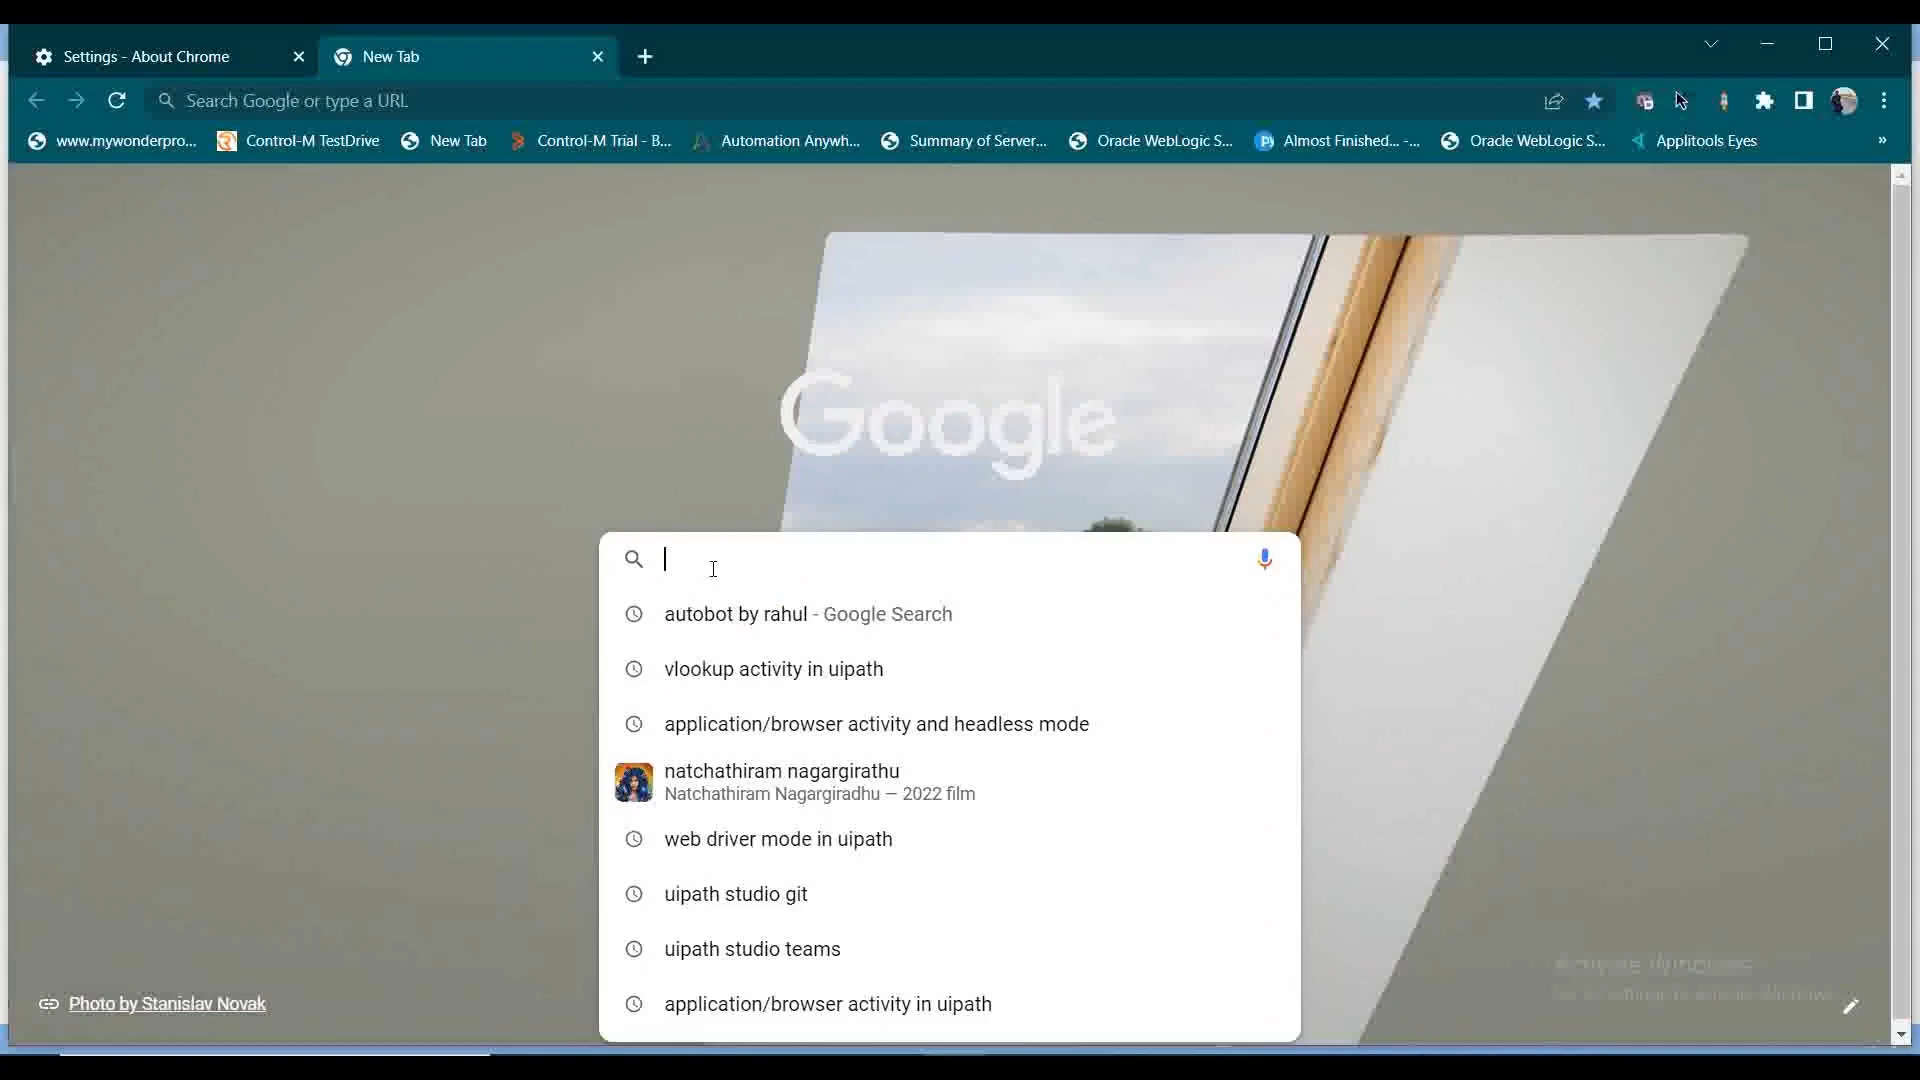 Settings - About Chrome
New Tab
Search Google or type a URL
www.mywonderpro...
Control-M TestDrive
New Tab
Control-M Trial - B...
Automation Anywh...
Summary of Server...
Oracle WebLogic S...
Almost Finished... -...
Oracle WebLogic S...
Applitools Eyes
»
Google
autobot by rahul - Google Search
vlookup activity in uipath
application/browser activity and headless mode
natchathiram nagargirathu
Natchathiram Nagargiradhu — 2022 film
web driver mode in uipath
uipath studio git
uipath studio teams
application/browser activity in uipath
Activate Windows
Photo by Stanislav Novak